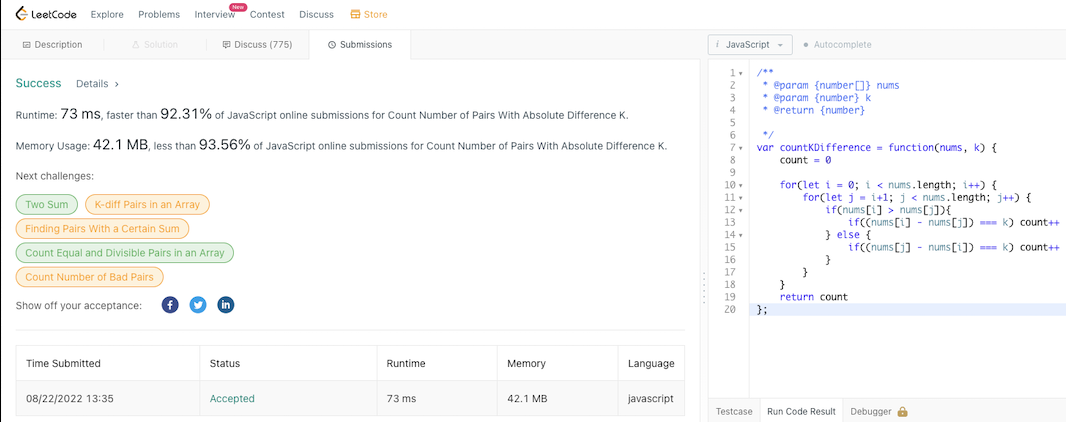 LeetCode Explore Problems Interview New Contest Discuss Store
Description Solution Discuss (775) Submissions
Success Details
Runtime: 73 ms, faster than 92.31% of JavaScript online submissions for Count Number of Pairs With Absolute Difference K.
Memory Usage: 42.1 MB, less than 93.56% of JavaScript online submissions for Count Number of Pairs With Absolute Difference K.
Next challenges:
Two Sum K-diff Pairs in an Array
Finding Pairs With a Certain Sum
Count Equal and Divisible Pairs in an Array
Count Number of Bad Pairs
Show off your acceptance:
Time Submitted Status Runtime Memory Language
08/22/2022 13:35 Accepted 73 ms 42.1 MB javascript
i JavaScript Autocomplete
1 /**
2 * @param {number[]} nums
3 * @param {number} k
4 * @return {number}
5
6 */
7 var countKDifference = function(nums, k) {
8 count = 0
9
10 for(let i = 0; i < nums.length; i++) {
11 for(let j = i+1; j < nums.length; j++) {
12 if(nums[i] > nums[j]){
13 if((nums[i] - nums[j]) === k) count++
14 } else {
15 if((nums[j] - nums[i]) === k) count++
16 }
17 }
18 }
19 return count
20 };
Testcase Run Code Result Debugger